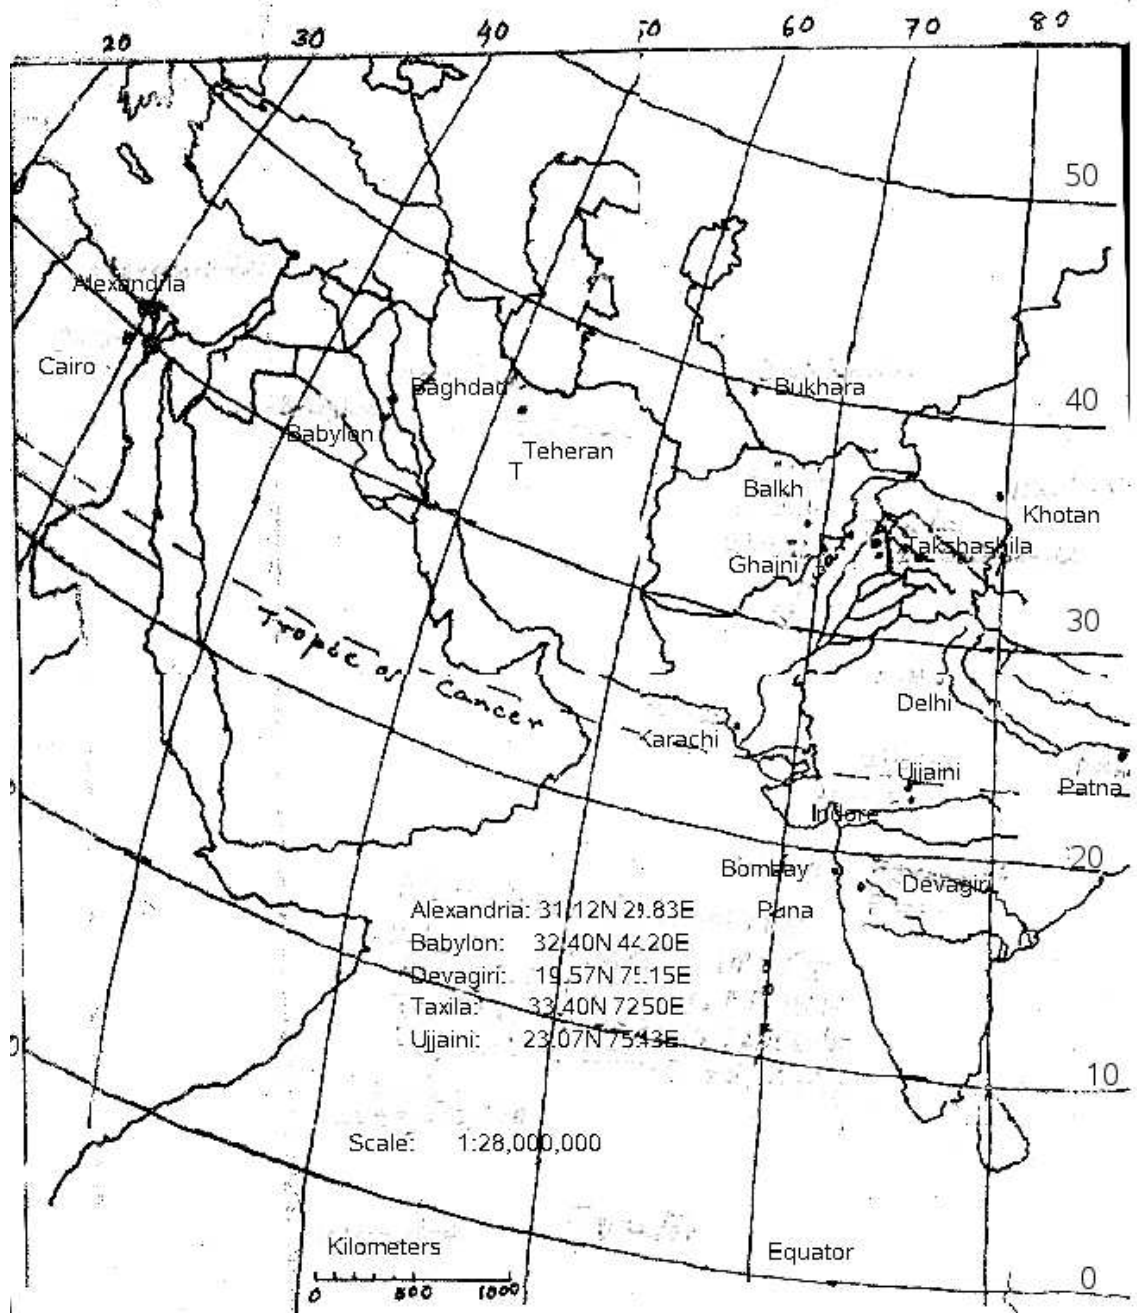 20 30 40 50 60 70 80
50
Alexandria
Cairo
Baghdad
Bukhara
40
Babylon
Teheran
T
Balkh
Khotan
Takshashila
Ghajni
30
Tropic of Cancer
Delhi
Karachi
Ujjaini
Patna
Indore
20
Bombay
Devagiri
Alexandria: 31.12N 29.83E
Puna
Babylon: 32.40N 44.20E
Devagiri: 19.57N 75.15E
Taxila: 33.40N 7250E
Ujjaini: 23.07N 75.43E
10
Scale: 1:28,000,000
Kilometers
Equator
0
0 500 1000